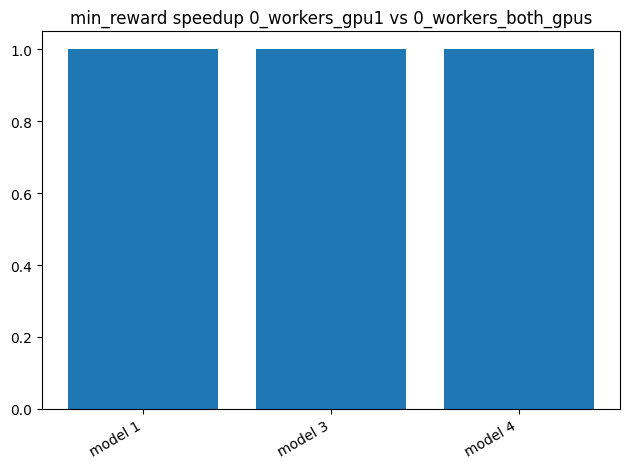 min_reward speedup 0_workers_gpu1 vs 0_workers_both_gpus
1.0
0.8
0.6
0.4
0.2
0.0
model 1
model 3
model 4